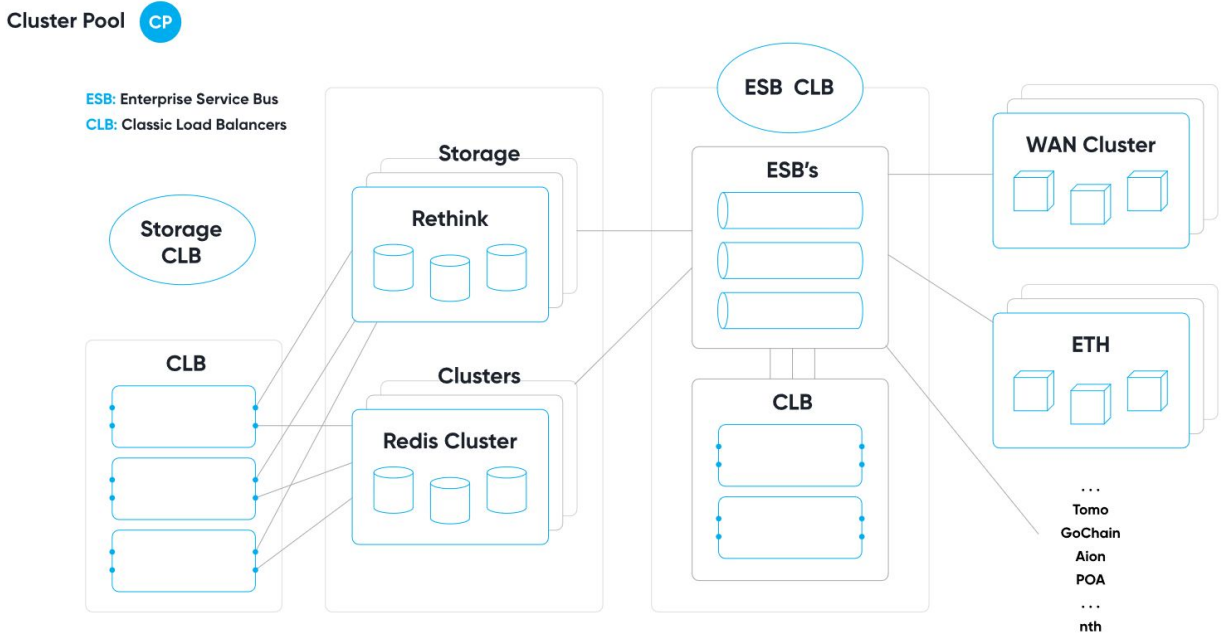 Cluster Pool CP
ESB: Enterprise Service Bus
CLB: Classic Load Balancers
Storage
CLB
CLB
Storage
Rethink
Clusters
Redis Cluster
ESB CLB
ESB's
CLB
WAN Cluster
ETH
...
Tomo
GoChain
Aion
POA
...
nth